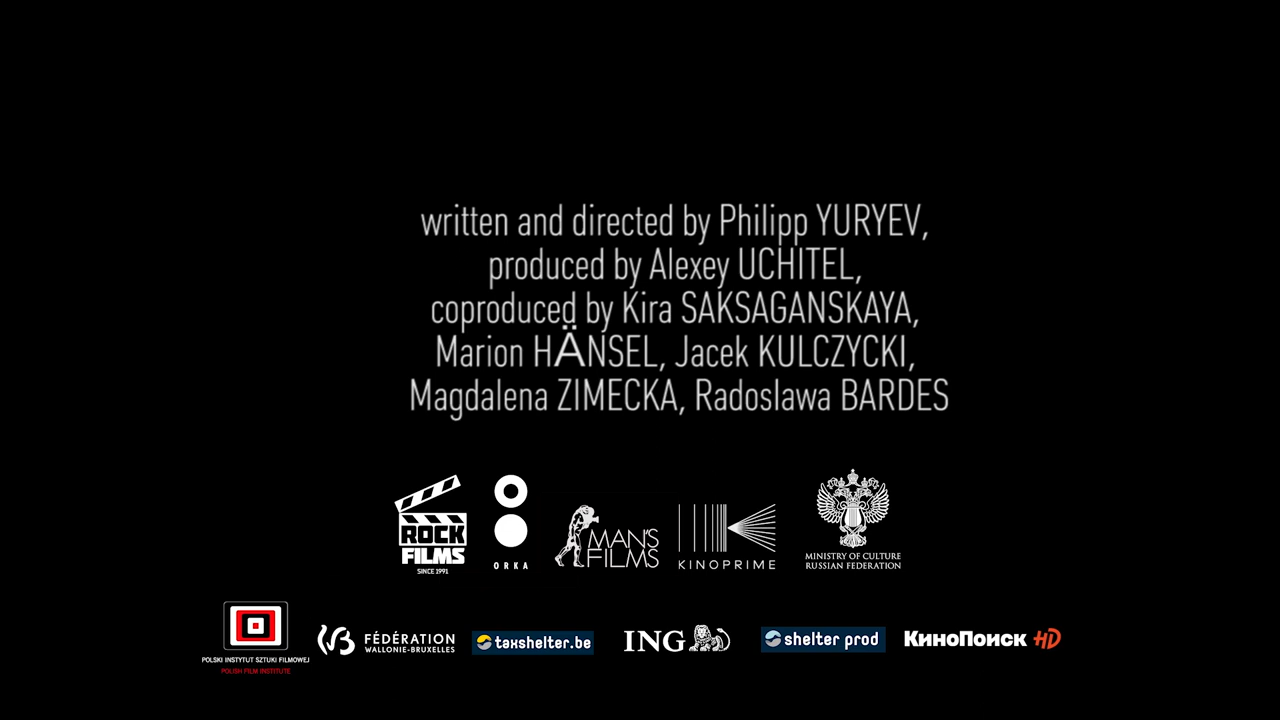 written and directed by Philipp YURYEV,
produced by Alexey UCHITEL,
coproduced by Kira SAKSAGANSKAYA,
Marion HÄNSEL, Jacek KULCZYCKI,
Magdalena ZIMECKA, Radoslawa BARDES
ROCK
FILMS
SINCE 1991
ORKA
MAN'S
FILMS
KINOPRIME
MINISTRY OF CULTURE
RUSSIAN FEDERATION
POLSKI INSTYTUT SZTUKI FILMOWEJ
POLISH FILM INSTITUTE
FÉDÉRATION
WALLONIE-BRUXELLES
taxshelter.be
ING
shelter prod
КиноПоиск HD